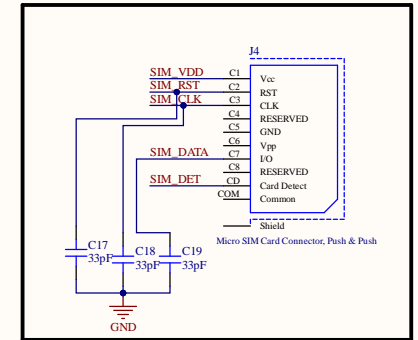 J4
SIM_VDD C1 Vcc
SIM_RST C2 RST
SIM_CLK C3 CLK
C4 RESERVED
C5 GND
C6 Vpp
SIM_DATA C7 I/O
C8 RESERVED
SIM_DET CD Card Detect
COM Common
Shield
Micro SIM Card Connector, Push & Push
C17 C18 C19
33pF 33pF 33pF
GND